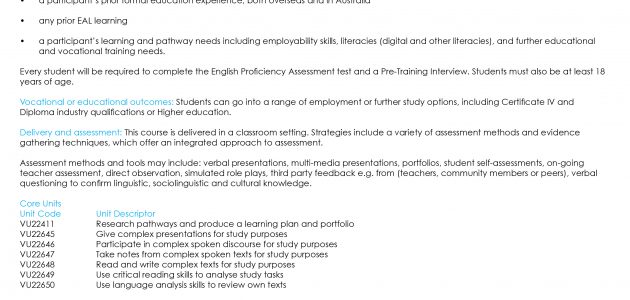 • a participant's prior formal education experience, both overseas and in Australia
• any prior EAL learning
• a participant's learning and pathway needs including employability skills, literacies (digital and other literacies), and further educational
and vocational training needs.
Every student will be required to complete the English Proficiency Assessment test and a Pre-Training Interview. Students must also be at least 18
years of age.
Vocational or educational outcomes: Students can go into a range of employment or further study options, including Certificate IV and
Diploma industry qualifications or Higher education.
Delivery and assessment: This course is delivered in a classroom setting. Strategies include a variety of assessment methods and evidence
gathering techniques, which offer an integrated approach to assessment.
Assessment methods and tools may include: verbal presentations, multi-media presentations, portfolios, student self-assessments, on-going
teacher assessment, direct observation, simulated role plays, third party feedback e.g. from (teachers, community members or peers), verbal
questioning to confirm linguistic, sociolinguistic and cultural knowledge.
Core Units
Unit Code Unit Descriptor
VU22411 Research pathways and produce a learning plan and portfolio
VU22645 Give complex presentations for study purposes
VU22646 Participate in complex spoken discourse for study purposes
VU22647 Take notes from complex spoken texts for study purposes
VU22648 Read and write complex texts for study purposes
VU22649 Use critical reading skills to analyse study tasks
VU22650 Use language analysis skills to review own texts